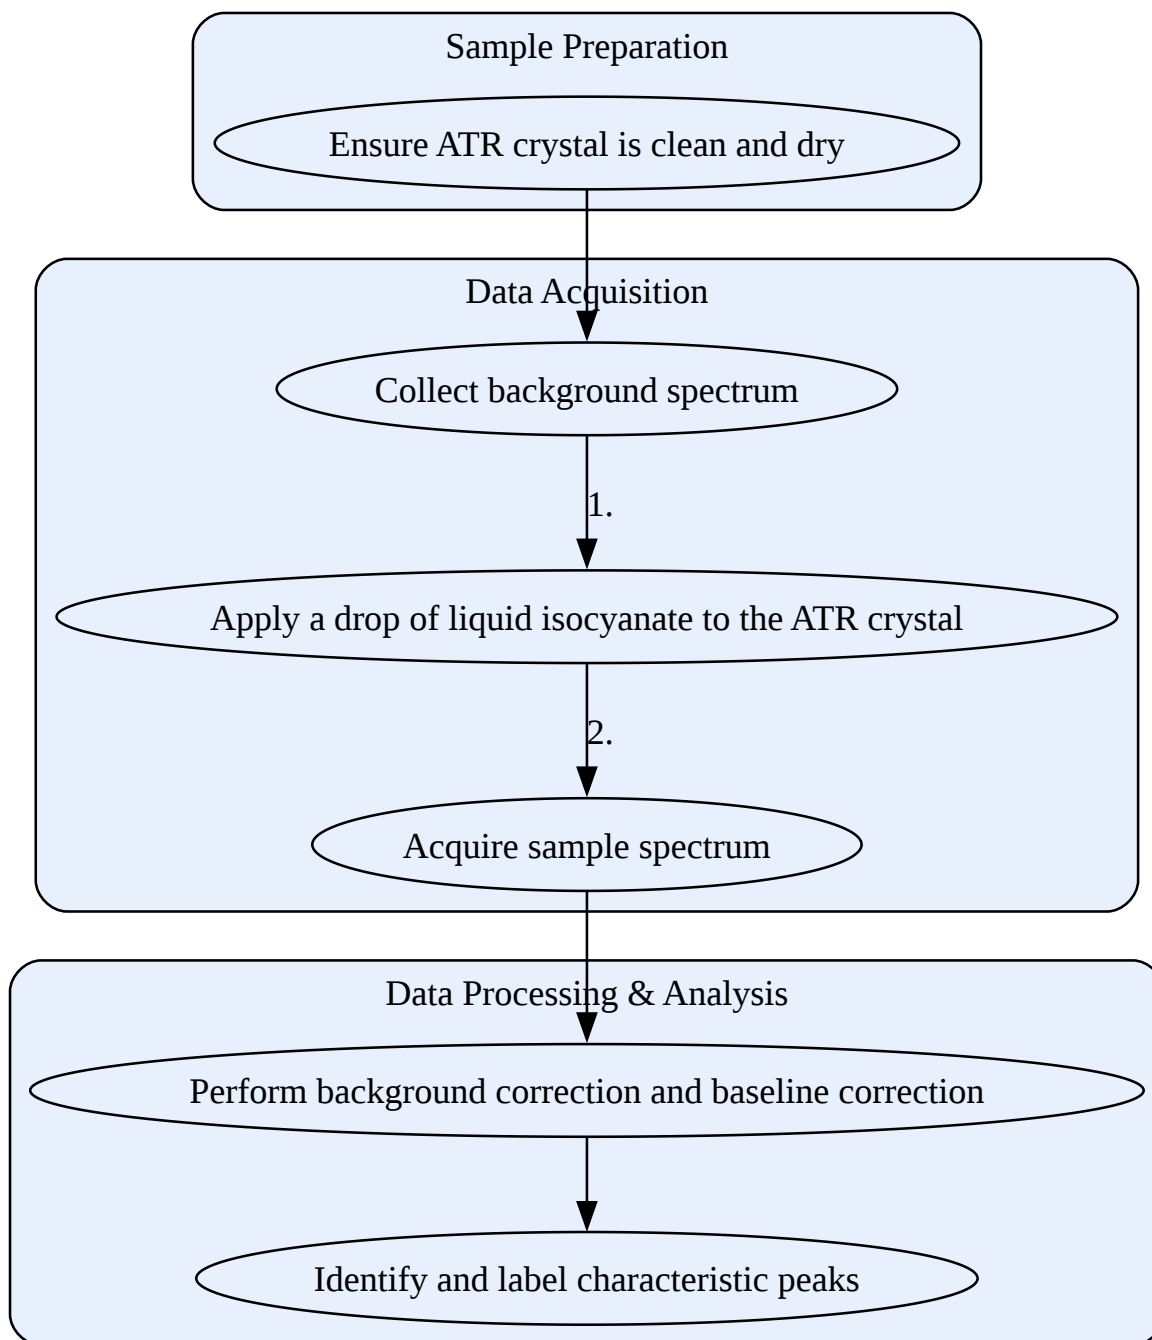 Sample Preparation
Ensure ATR crystal is clean and dry
Data Acquisition
Collect background spectrum
1.
Apply a drop of liquid isocyanate to the ATR crystal
2.
Acquire sample spectrum
Data Processing & Analysis
Perform background correction and baseline correction
Identify and label characteristic peaks